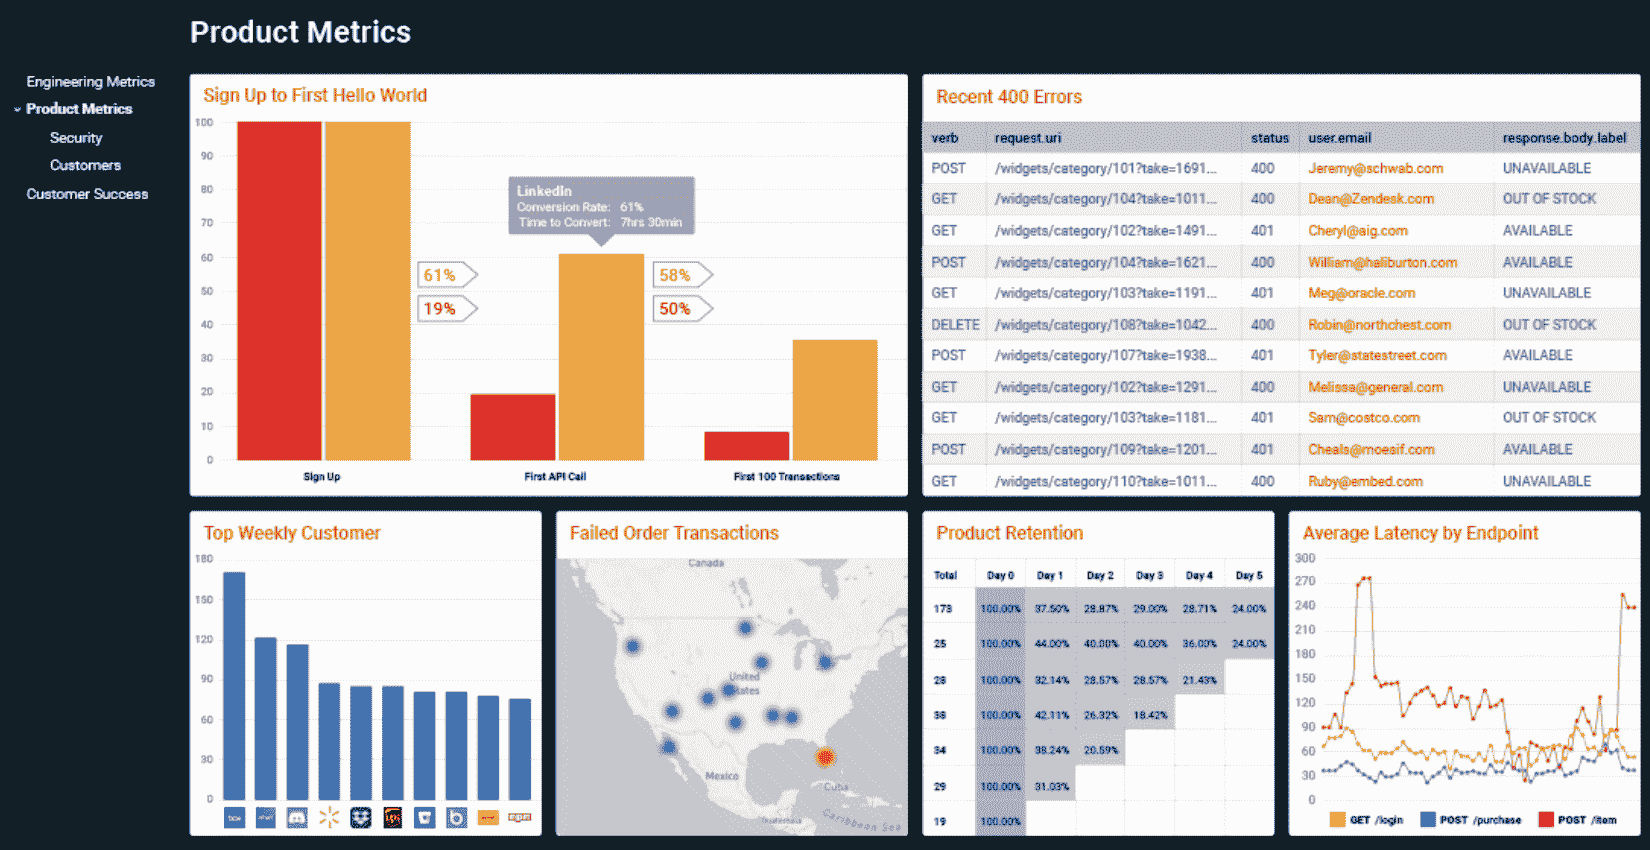 Product Metrics
Engineering Metrics
Product Metrics
Security
Customers
Customer Success
Sign Up to First Hello World
100
90
80
70
60
50
40
30
20
10
0
LinkedIn
Conversion Rate: 61%
Time to Convert: 7hrs 30min
61%
19%
58%
50%
Sign Up First API Call First 100 Transactions
Recent 400 Errors
verb request.uri status user.email response.body.label
POST /widgets/category/101?take=1691... 400 Jeremy@schwab.com UNAVAILABLE
GET /widgets/category/104?take=1011... 400 Dean@Zendesk.com OUT OF STOCK
GET /widgets/category/102?take=1491... 401 Cheryl@aig.com AVAILABLE
POST /widgets/category/104?take=1621... 400 William@haliburton.com AVAILABLE
GET /widgets/category/103?take=1191... 401 Meg@oracle.com UNAVAILABLE
DELETE /widgets/category/108?take=1042... 400 Robin@northchest.com OUT OF STOCK
POST /widgets/category/107?take=1938... 401 Tyler@statestreet.com AVAILABLE
GET /widgets/category/102?take=1291... 400 Melissa@general.com UNAVAILABLE
GET /widgets/category/103?take=1181... 401 Sam@costco.com OUT OF STOCK
POST /widgets/category/109?take=1201... 401 Cheals@moesif.com AVAILABLE
GET /widgets/category/110?take=1011... 400 Ruby@embed.com UNAVAILABLE
Top Weekly Customer
180
150
120
90
60
30
0
box
Failed Order Transactions
Canada
United
States
Mexico
Cuba
Guatemala
Caribbean Sea
Product Retention
Total Day 0 Day 1 Day 2 Day 3 Day 4 Day 5
173 100.00% 37.50% 28.87% 29.00% 28.71% 24.00%
25 100.00% 44.00% 40.00% 40.00% 36.00% 24.00%
28 100.00% 32.14% 28.57% 28.57% 21.43%
38 100.00% 42.11% 26.32% 18.42%
34 100.00% 38.24% 20.59%
29 100.00% 31.03%
19 100.00%
Average Latency by Endpoint
300
270
240
210
180
150
120
90
60
30
0
GET /login POST /purchase POST /item